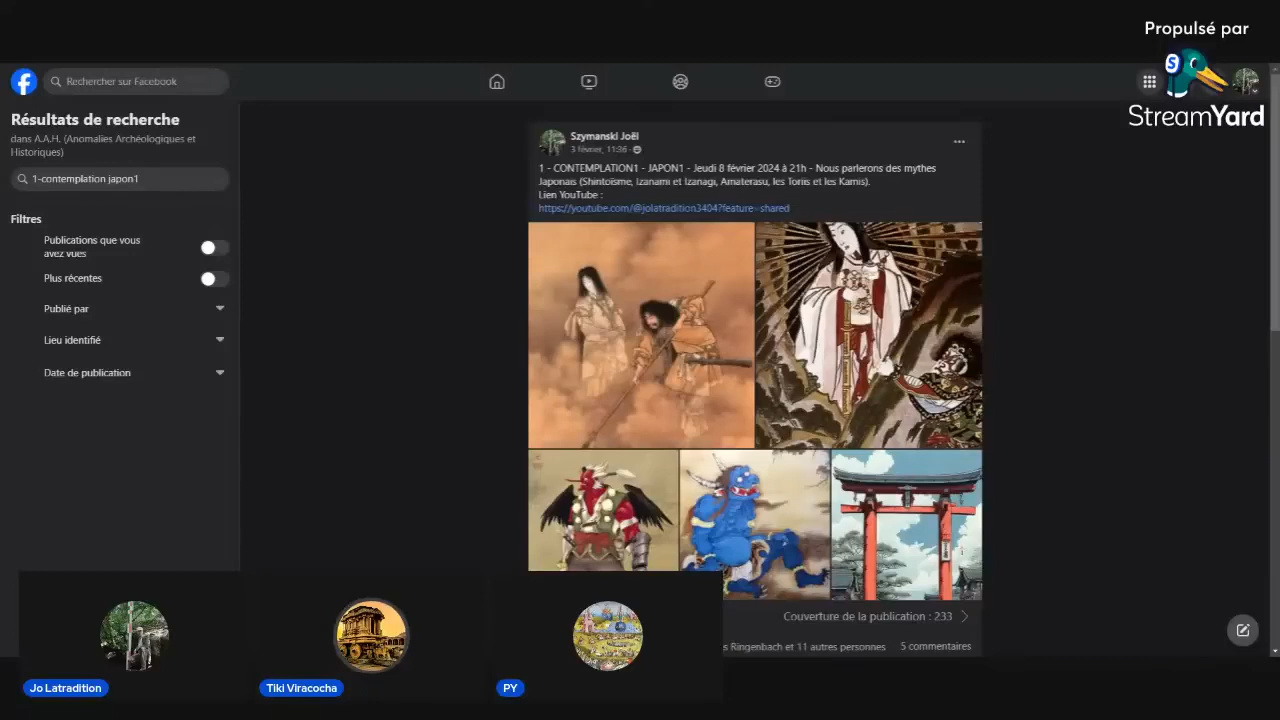 Propulsé par
StreamYard
Rechercher sur Facebook
Résultats de recherche
dans A.A.H. (Anomalies Archéologiques et
Historiques)
1-contemplation japon1
Filtres
Publications que vous
avez vues
Plus récentes
Publié par
Lieu identifié
Date de publication
Szymanski Joël
3 février, 11:36
1 - CONTEMPLATION1 - JAPON1 - Jeudi 8 février 2024 à 21h - Nous parlerons des mythes
Japonais (Shintoïsme, Izanami et Izanagi, Amaterasu, les Toriis et les Kamis).
Lien YouTube :
https://youtube.com/@jolatradition3404?feature=shared
Couverture de la publication : 233
s Ringenbach et 11 autres personnes
5 commentaires
Jo Latradition
Tiki Viracocha
PY